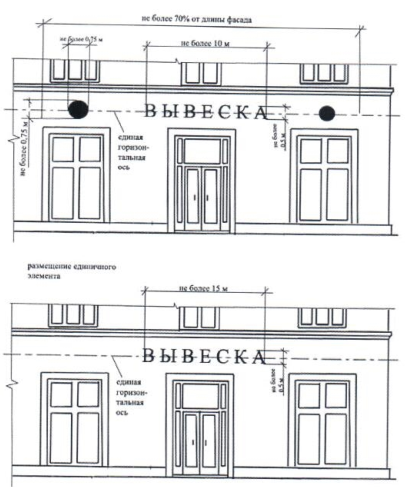 не более 70% от длины фасада
не более 0,75 м
не более 10 м
не более 0,75 м
ВЫВЕСКА
не более
0,5 м
единая
горизон-
тальная
ось
размещение единичного
элемента
не более 15 м
ВЫВЕСКА
не более
0,5 м
единая
горизон-
тальная
ось